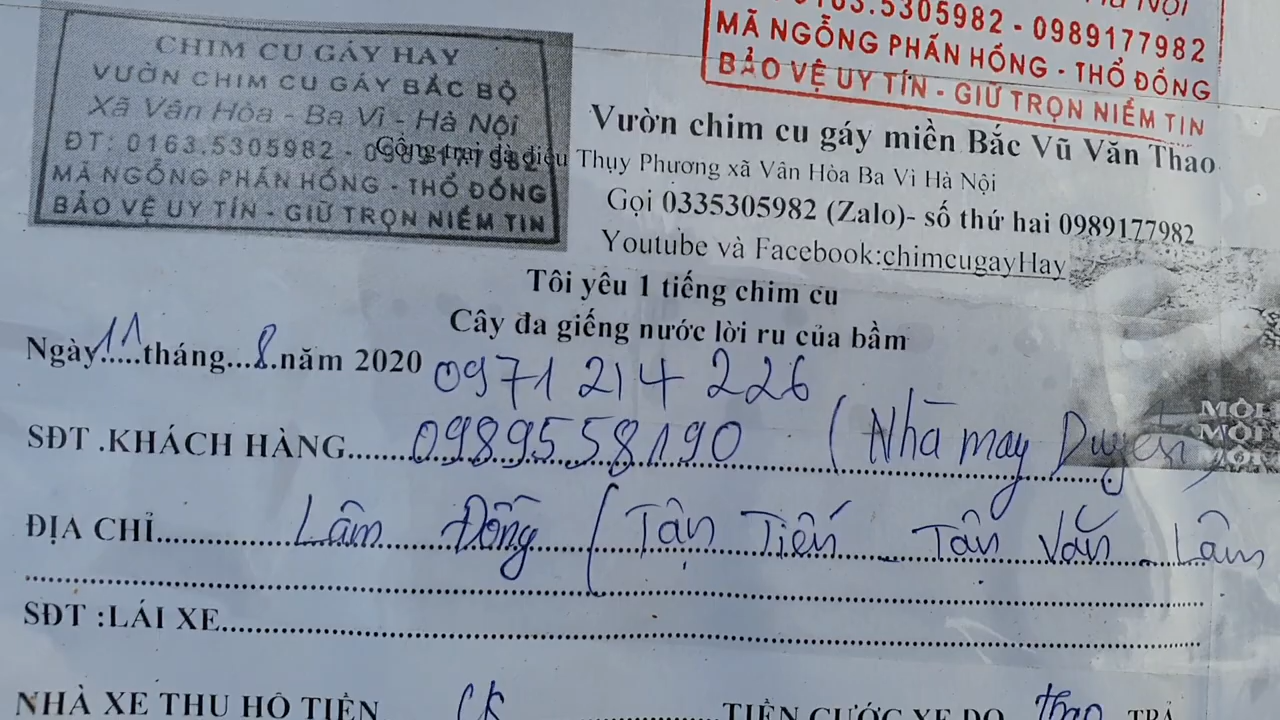 CHIM CU GÁY HAY
VƯỜN CHIM CU GÁY BẮC BỘ
Xã Vân Hòa - Ba Vì - Hà Nội
ĐT: 0163.5305982 - 0989177982
MÃ NGỖNG PHẤN HỒNG - THỔ ĐỒNG
BẢO VỆ UY TÍN - GIỮ TRỌN NIỀM TIN
Hà Nội
0163.5305982 - 0989177982
MÃ NGỖNG PHẤN HỒNG - THỔ ĐỒNG
BẢO VỆ UY TÍN - GIỮ TRỌN NIỀM TIN
Vườn chim cu gáy miền Bắc Vũ Văn Thao
Cổng trại đà điểu Thụy Phương xã Vân Hòa Ba Vì Hà Nội
Gọi 0335305982 (Zalo)- số thứ hai 0989177982
Youtube và Facebook:chimcugayHay
Tôi yêu 1 tiếng chim cu
Cây đa giếng nước lời ru của bầm
Ngày..11..tháng...8.năm 2020 0971 214 226
SĐT .KHÁCH HÀNG......0989558190 (Nhà may Duyên)
ĐỊA CHỈ......Lâm Đồng (Tân Tiến - Tân Văn - Lâm
SĐT :LÁI XE
NHÀ XE THU HỘ TIỀN CK TIỀN CƯỚC XE DO Thao TRẢ